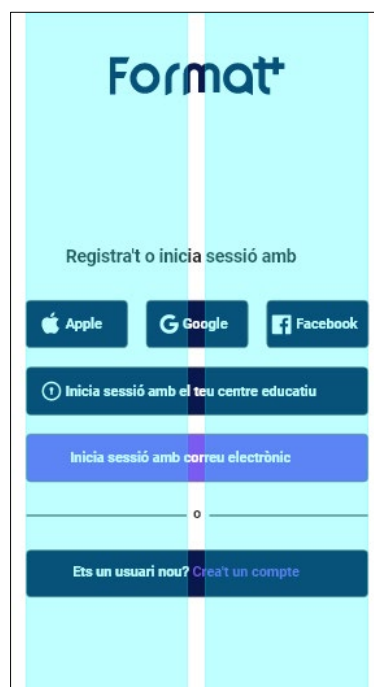 Format+
Registra't o inicia sessió amb
Apple
Google
Facebook
Inicia sessió amb el teu centre educatiu
Inicia sessió amb correu electrònic
o
Ets un usuari nou? Crea't un compte